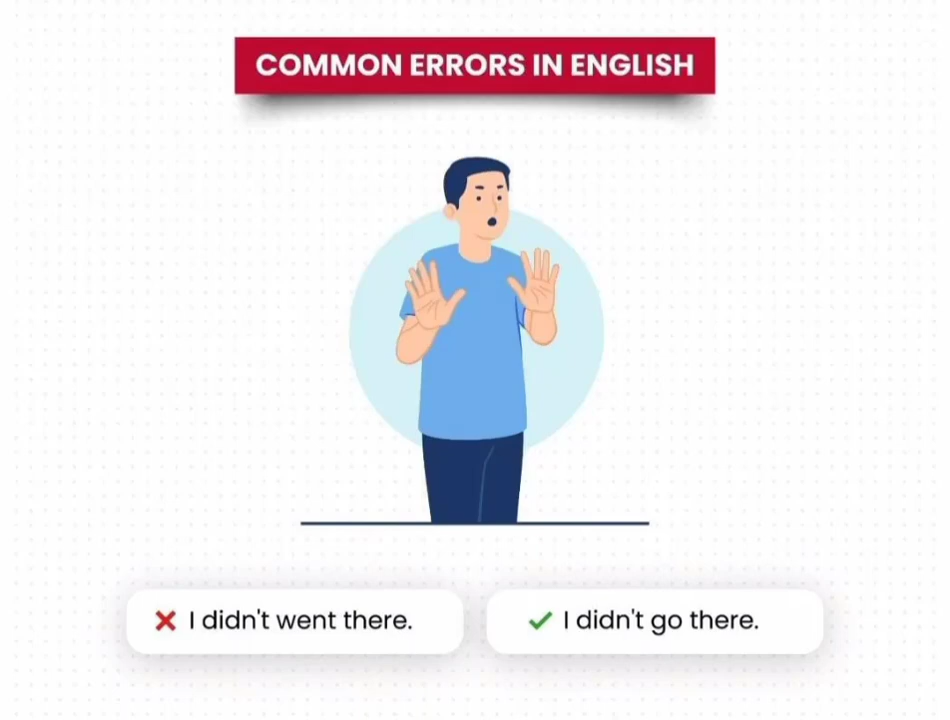 COMMON ERRORS IN ENGLISH
I didn't went there.
I didn't go there.